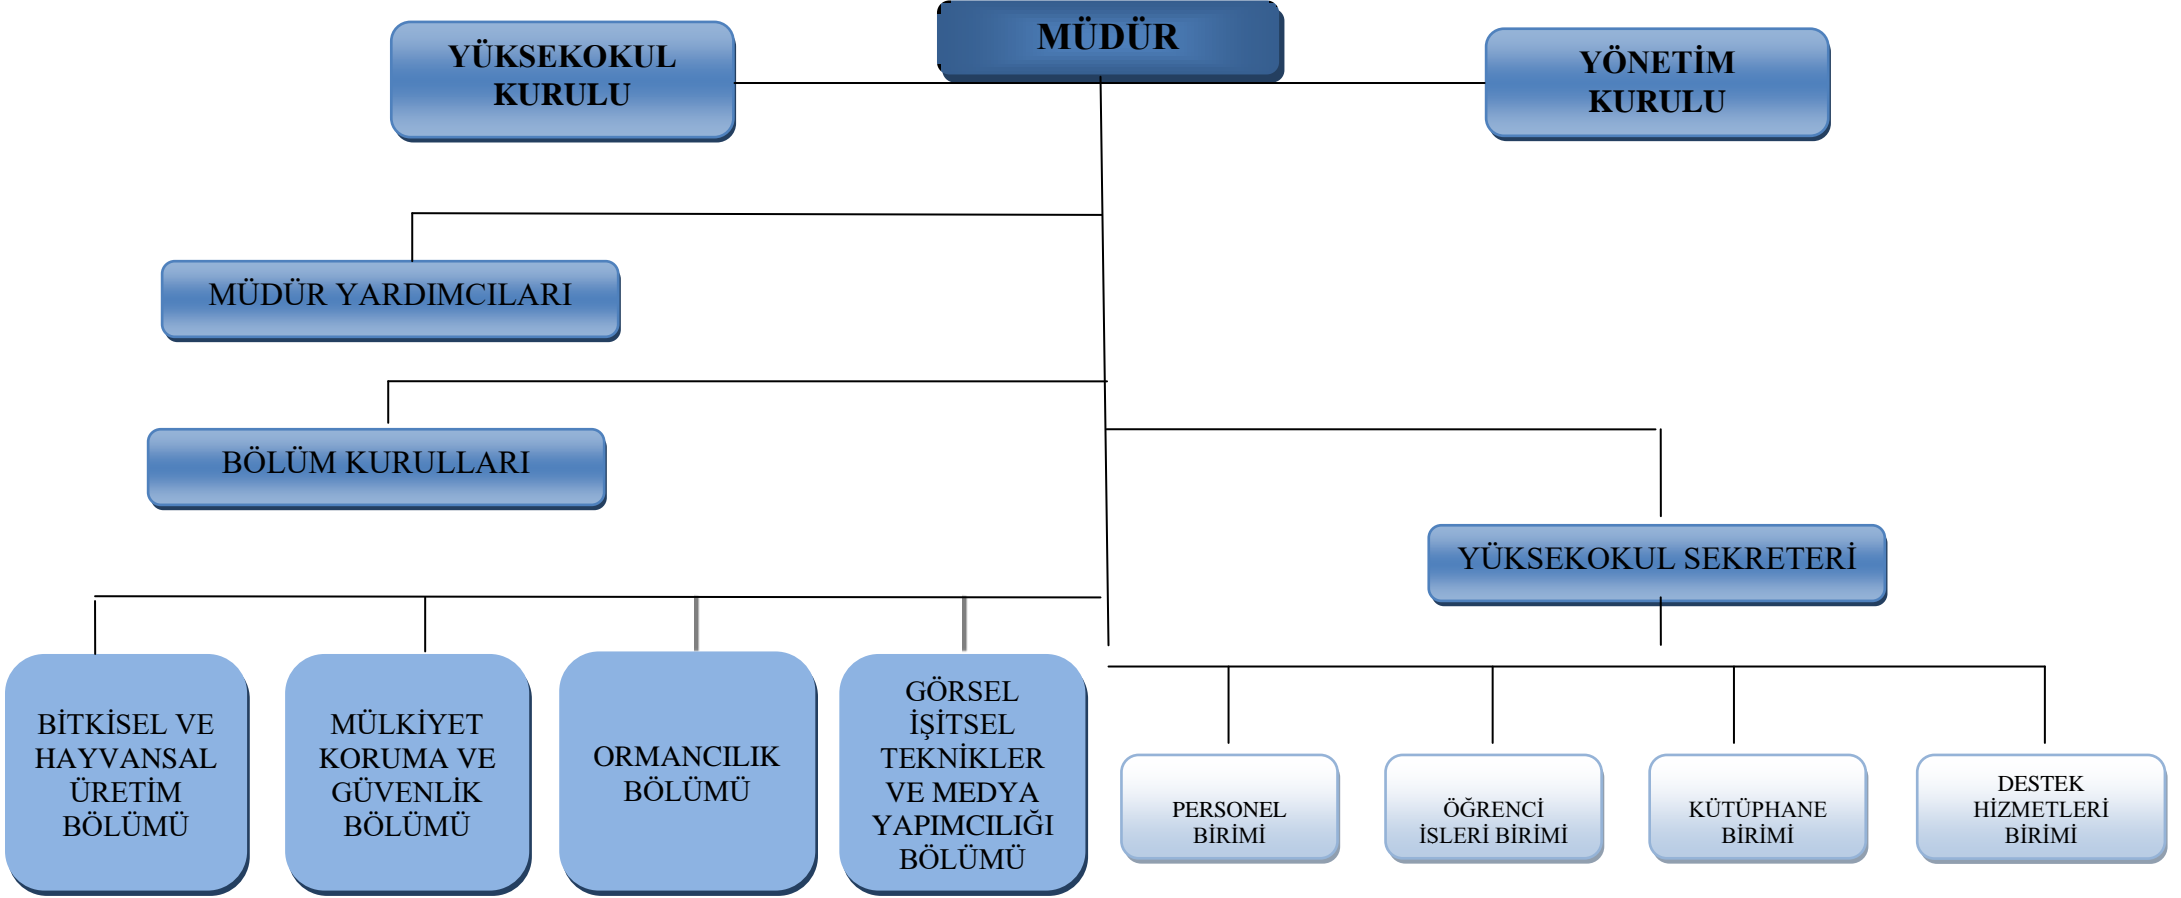 MÜDÜR
YÜKSEKOKUL
KURULU
YÖNETİM
KURULU
MÜDÜR YARDIMCILARI
BÖLÜM KURULLARI
YÜKSEKOKUL SEKRETERİ
BİTKİSEL VE
HAYVANSAL
ÜRETİM
BÖLÜMÜ
MÜLKİYET
KORUMA VE
GÜVENLİK
BÖLÜMÜ
ORMANCILIK
BÖLÜMÜ
GÖRSEL
İŞİTSEL
TEKNİKLER
VE MEDYA
YAPIMCILIĞI
BÖLÜMÜ
PERSONEL
BİRİMİ
ÖĞRENCİ
İSLERİ BİRİMİ
KÜTÜPHANE
BİRİMİ
DESTEK
HİZMETLERİ
BİRİMİ